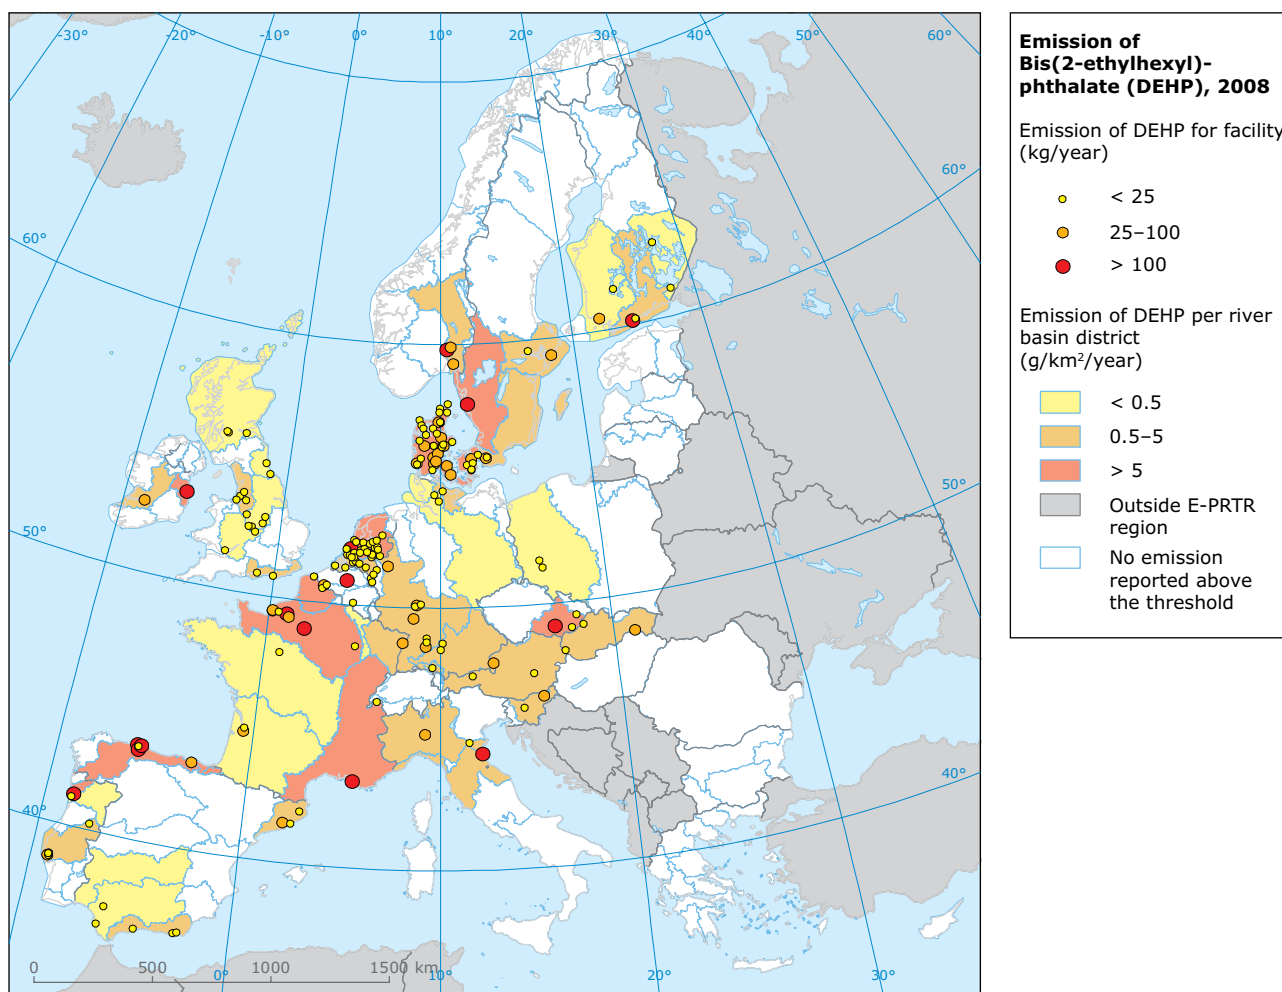 -30°
-20°
-10°
0°
10°
20°
30°
40°
50°
60°
60°
60°
50°
50°
40°
40°
0
500
1000
1500 km
0°
10°
20°
30°
Emission of
Bis(2-ethylhexyl)-
phthalate (DEHP), 2008
Emission of DEHP for facility
(kg/year)
< 25
25–100
> 100
Emission of DEHP per river
basin district
(g/km²/year)
< 0.5
0.5–5
> 5
Outside E-PRTR
region
No emission
reported above
the threshold